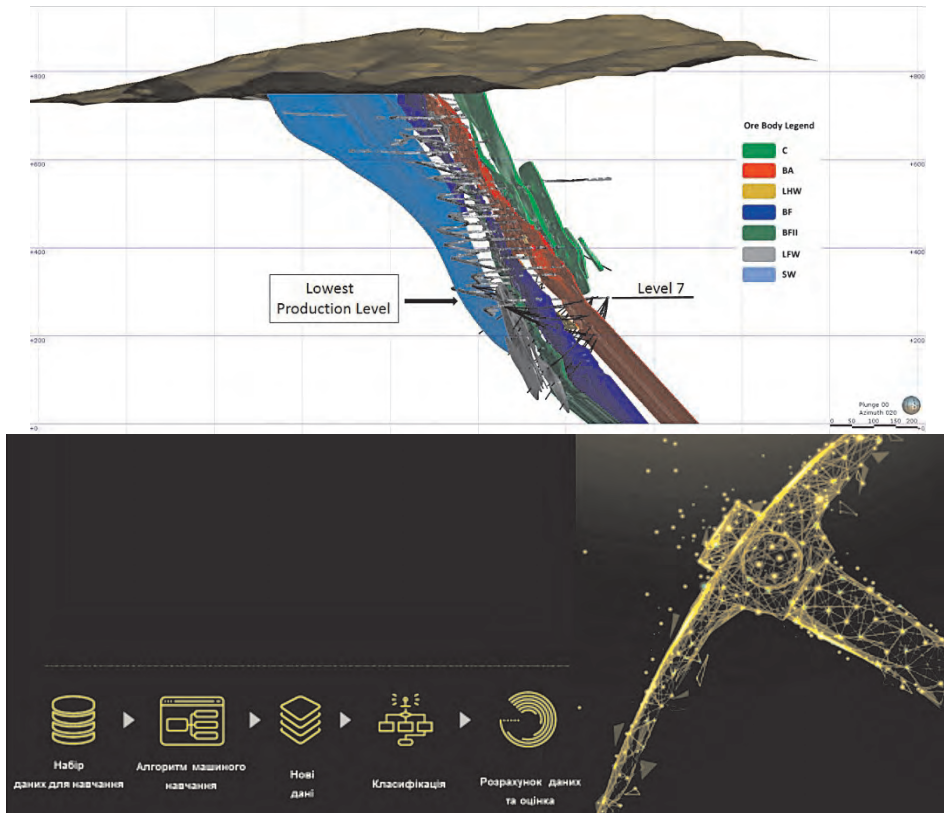 +800
+800
Ore Body Legend
C
BA
+600
+600
LHW
BF
BFII
LFW
SW
+400
+400
Lowest
Production Level
Level 7
+200
+200
Plunge 00
Azimuth 020
0 50 100 150 200
+0
Набір
даних для навчання
Алгоритм машиного
навчання
Нові
дані
Класифікація
Розрахунок даних
та оцінка